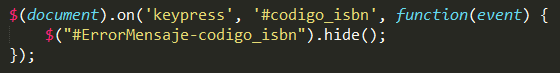 $(document).on('keypress', '#codigo_isbn', function(event) {
    $("#ErrorMensaje-codigo_isbn").hide();
});